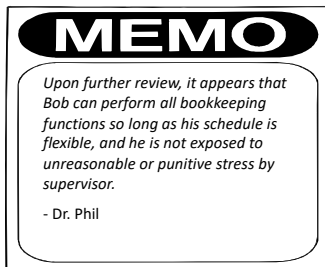 MEMO
Upon further review, it appears that
Bob can perform all bookkeeping
functions so long as his schedule is
flexible, and he is not exposed to
unreasonable or punitive stress by
supervisor.
- Dr. Phil